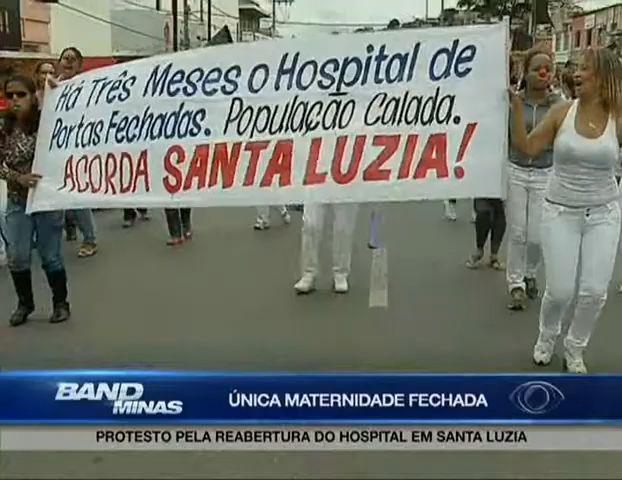 Há Três Meses o Hospital de
Portas Fechadas. População Calada.
ACORDA SANTA LUZIA!
BAND MINAS
ÚNICA MATERNIDADE FECHADA
PROTESTO PELA REABERTURA DO HOSPITAL EM SANTA LUZIA